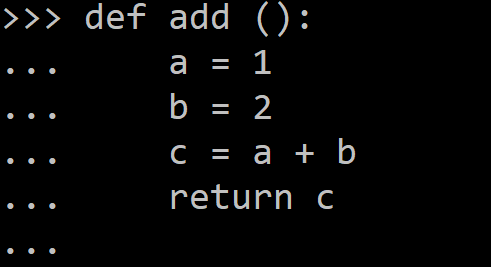 >>> def add ():
...     a = 1
...     b = 2
...     c = a + b
...     return c
...